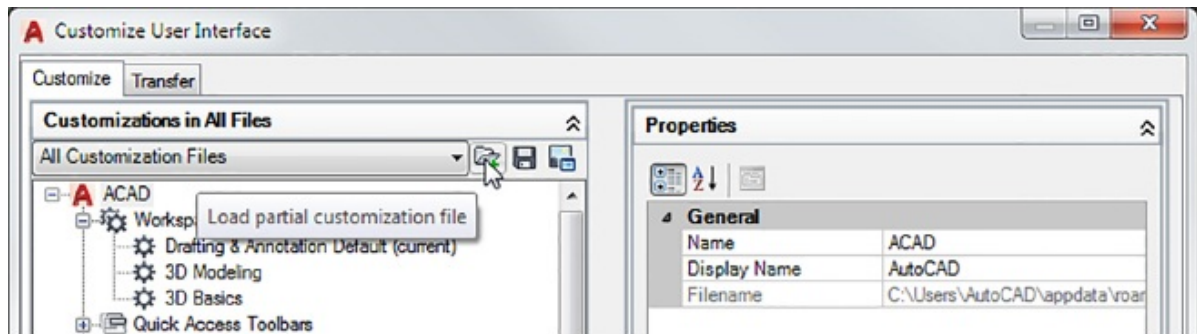 Customize User Interface
Customize Transfer
Customizations in All Files
All Customization Files
ACAD
Worksp
Load partial customization file
Drafting & Annotation Default (current)
3D Modeling
3D Basics
Quick Access Toolbars
Properties
General
Name ACAD
Display Name AutoCAD
Filename C:\Users\AutoCAD\appdata\roar